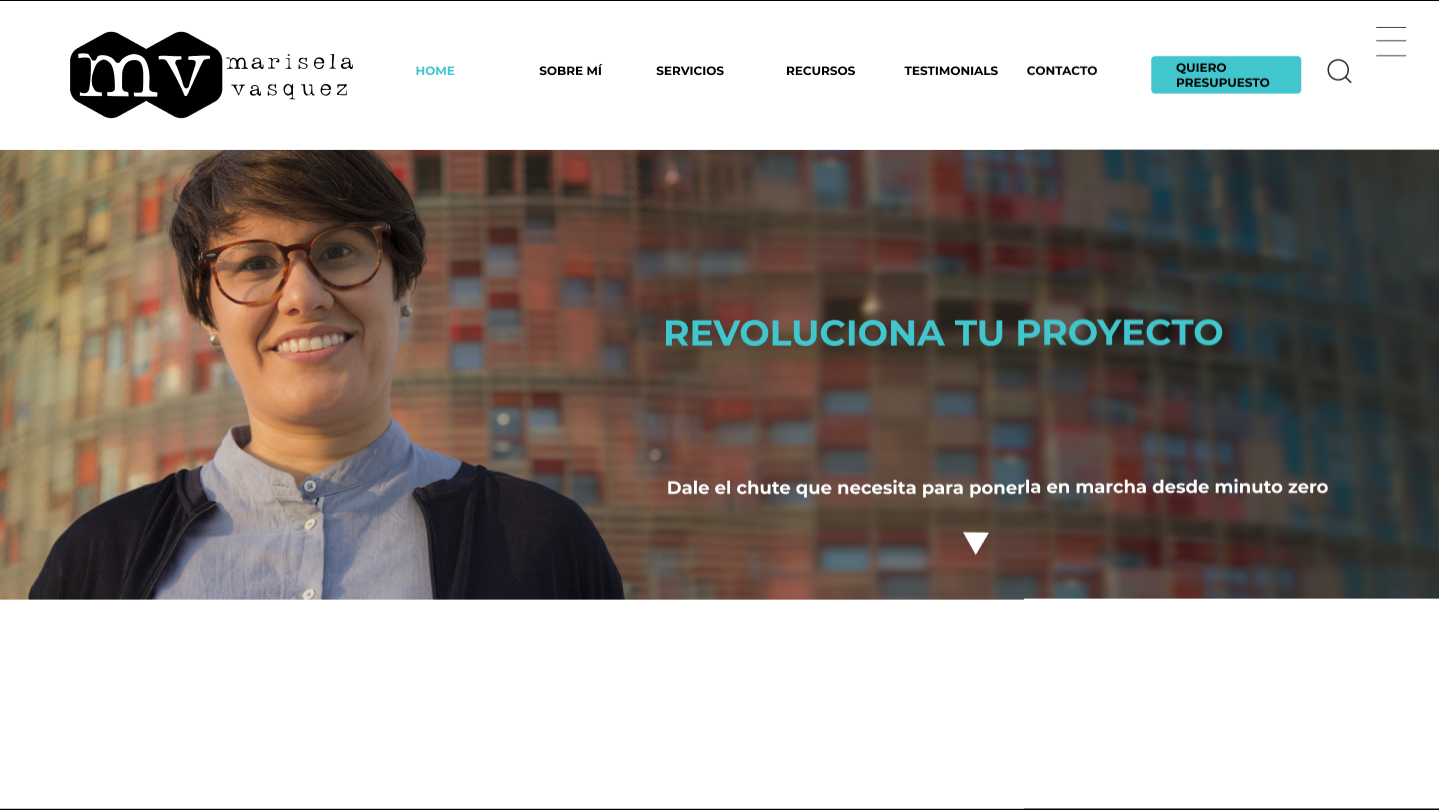 mv
marisela
vasquez
HOME
SOBRE MÍ
SERVICIOS
RECURSOS
TESTIMONIALS
CONTACTO
QUIERO
PRESUPUESTO
REVOLUCIONA TU PROYECTO
Dale el chute que necesita para ponerla en marcha desde minuto zero